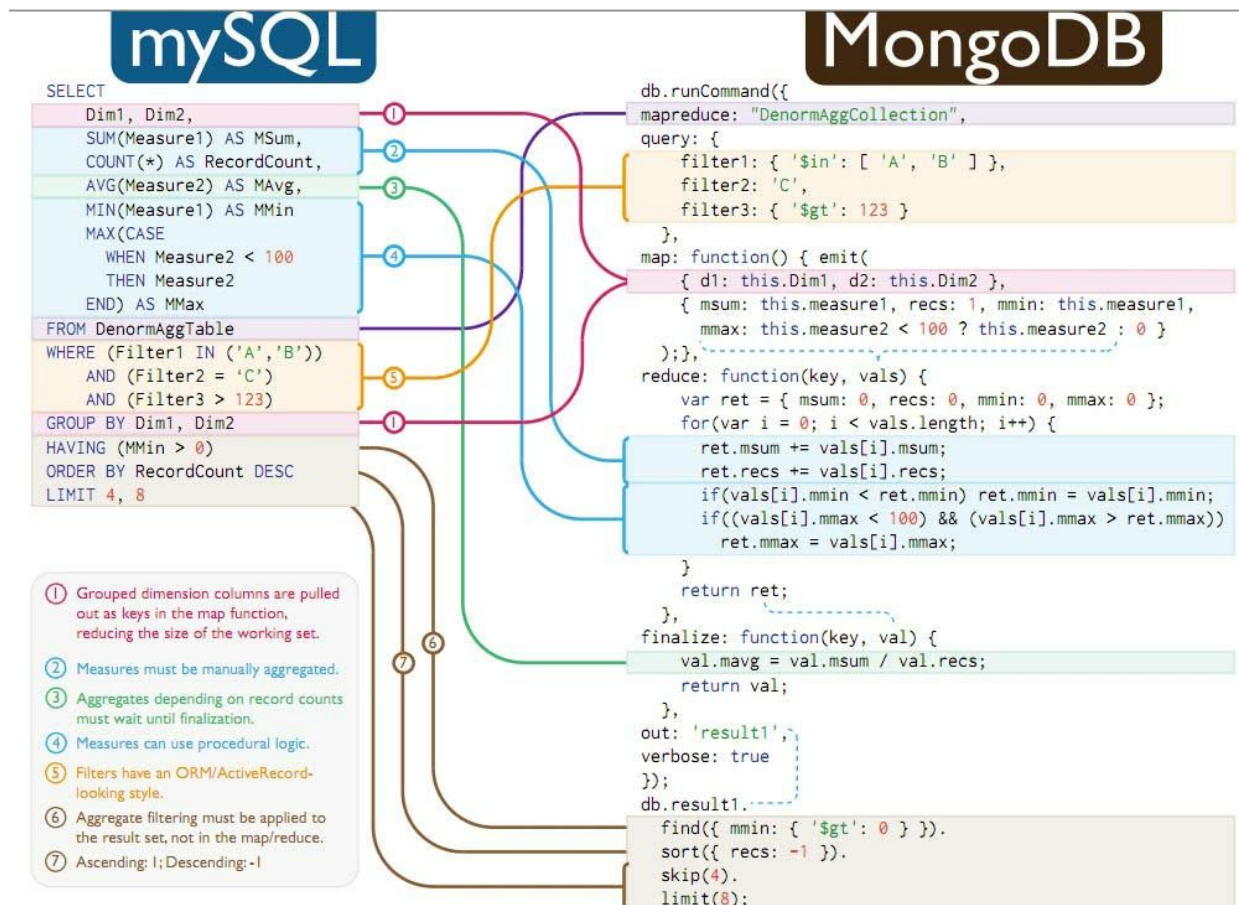 mySQL
SELECT
Dim1, Dim2,
SUM(Measure1) AS MSum,
COUNT(*) AS RecordCount,
AVG(Measure2) AS MAvg,
MIN(Measure1) AS MMin
MAX(CASE
WHEN Measure2 < 100
THEN Measure2
END) AS MMax
FROM DenormAggTable
WHERE (Filter1 IN ('A','B'))
AND (Filter2 = ‘C’)
AND (Filter3 > 123)
GROUP BY Dim1, Dim2
HAVING (MMin > 0)
ORDER BY RecordCount DESC
LIMIT 4, 8
1
2
3
4
5
1
6
7
1 Grouped dimension columns are pulled
out as keys in the map function,
reducing the size of the working set.
2 Measures must be manually aggregated.
3 Aggregates depending on record counts
must wait until finalization.
4 Measures can use procedural logic.
5 Filters have an ORM/ActiveRecord-
looking style.
6 Aggregate filtering must be applied to
the result set, not in the map/reduce.
7 Ascending: 1; Descending: -1
MongoDB
db.runCommand({
mapreduce: "DenormAggCollection",
query: {
filter1: { '$in': [ 'A', 'B' ] },
filter2: 'C',
filter3: { '$gt': 123 }
},
map: function() { emit(
{ d1: this.Dim1, d2: this.Dim2 },
{ msum: this.measure1, recs: 1, mmin: this.measure1,
mmax: this.measure2 < 100 ? this.measure2 : 0 }
);},
reduce: function(key, vals) {
var ret = { msum: 0, recs: 0, mmin: 0, mmax: 0 };
for(var i = 0; i < vals.length; i++) {
ret.msum += vals[i].msum;
ret.recs += vals[i].recs;
if(vals[i].mmin < ret.mmin) ret.mmin = vals[i].mmin;
if((vals[i].mmax < 100) && (vals[i].mmax > ret.mmax))
ret.mmax = vals[i].mmax;
}
return ret;
},
finalize: function(key, val) {
val.mavg = val.msum / val.recs;
return val;
},
out: 'result1',
verbose: true
});
db.result1.
find({ mmin: { '$gt': 0 } }).
sort({ recs: -1 }).
skip(4).
limit(8);